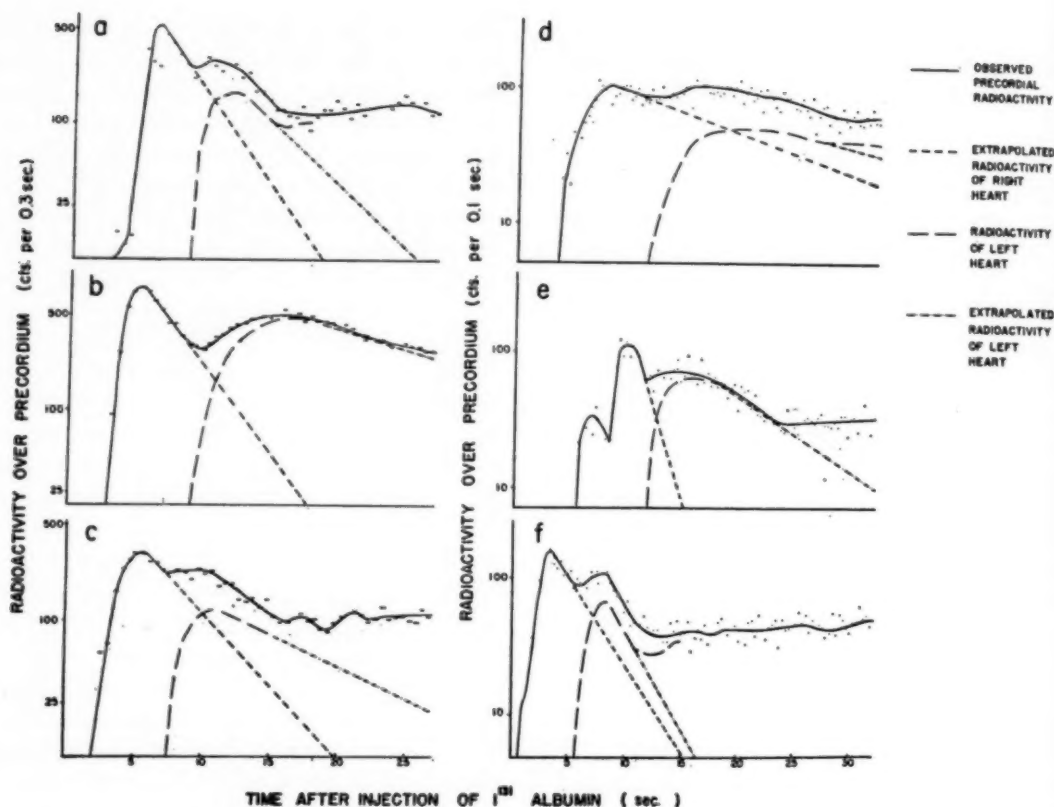 a
500
100
25
b
500
100
25
c
500
100
25
5
10
15
20
25
RADIOACTIVITY OVER PRECORDIUM (cts. per 0.3 sec.)
d
100
10
e
100
10
f
100
10
5
10
15
20
25
30
RADIOACTIVITY OVER PRECORDIUM (cts. per 0.1 sec.)
TIME AFTER INJECTION OF I131 ALBUMIN (sec.)
OBSERVED
PRECORDIAL
RADIOACTIVITY
EXTRAPOLATED
RADIOACTIVITY
OF RIGHT
HEART
RADIOACTIVITY
OF LEFT HEART
EXTRAPOLATED
RADIOACTIVITY
OF LEFT
HEART